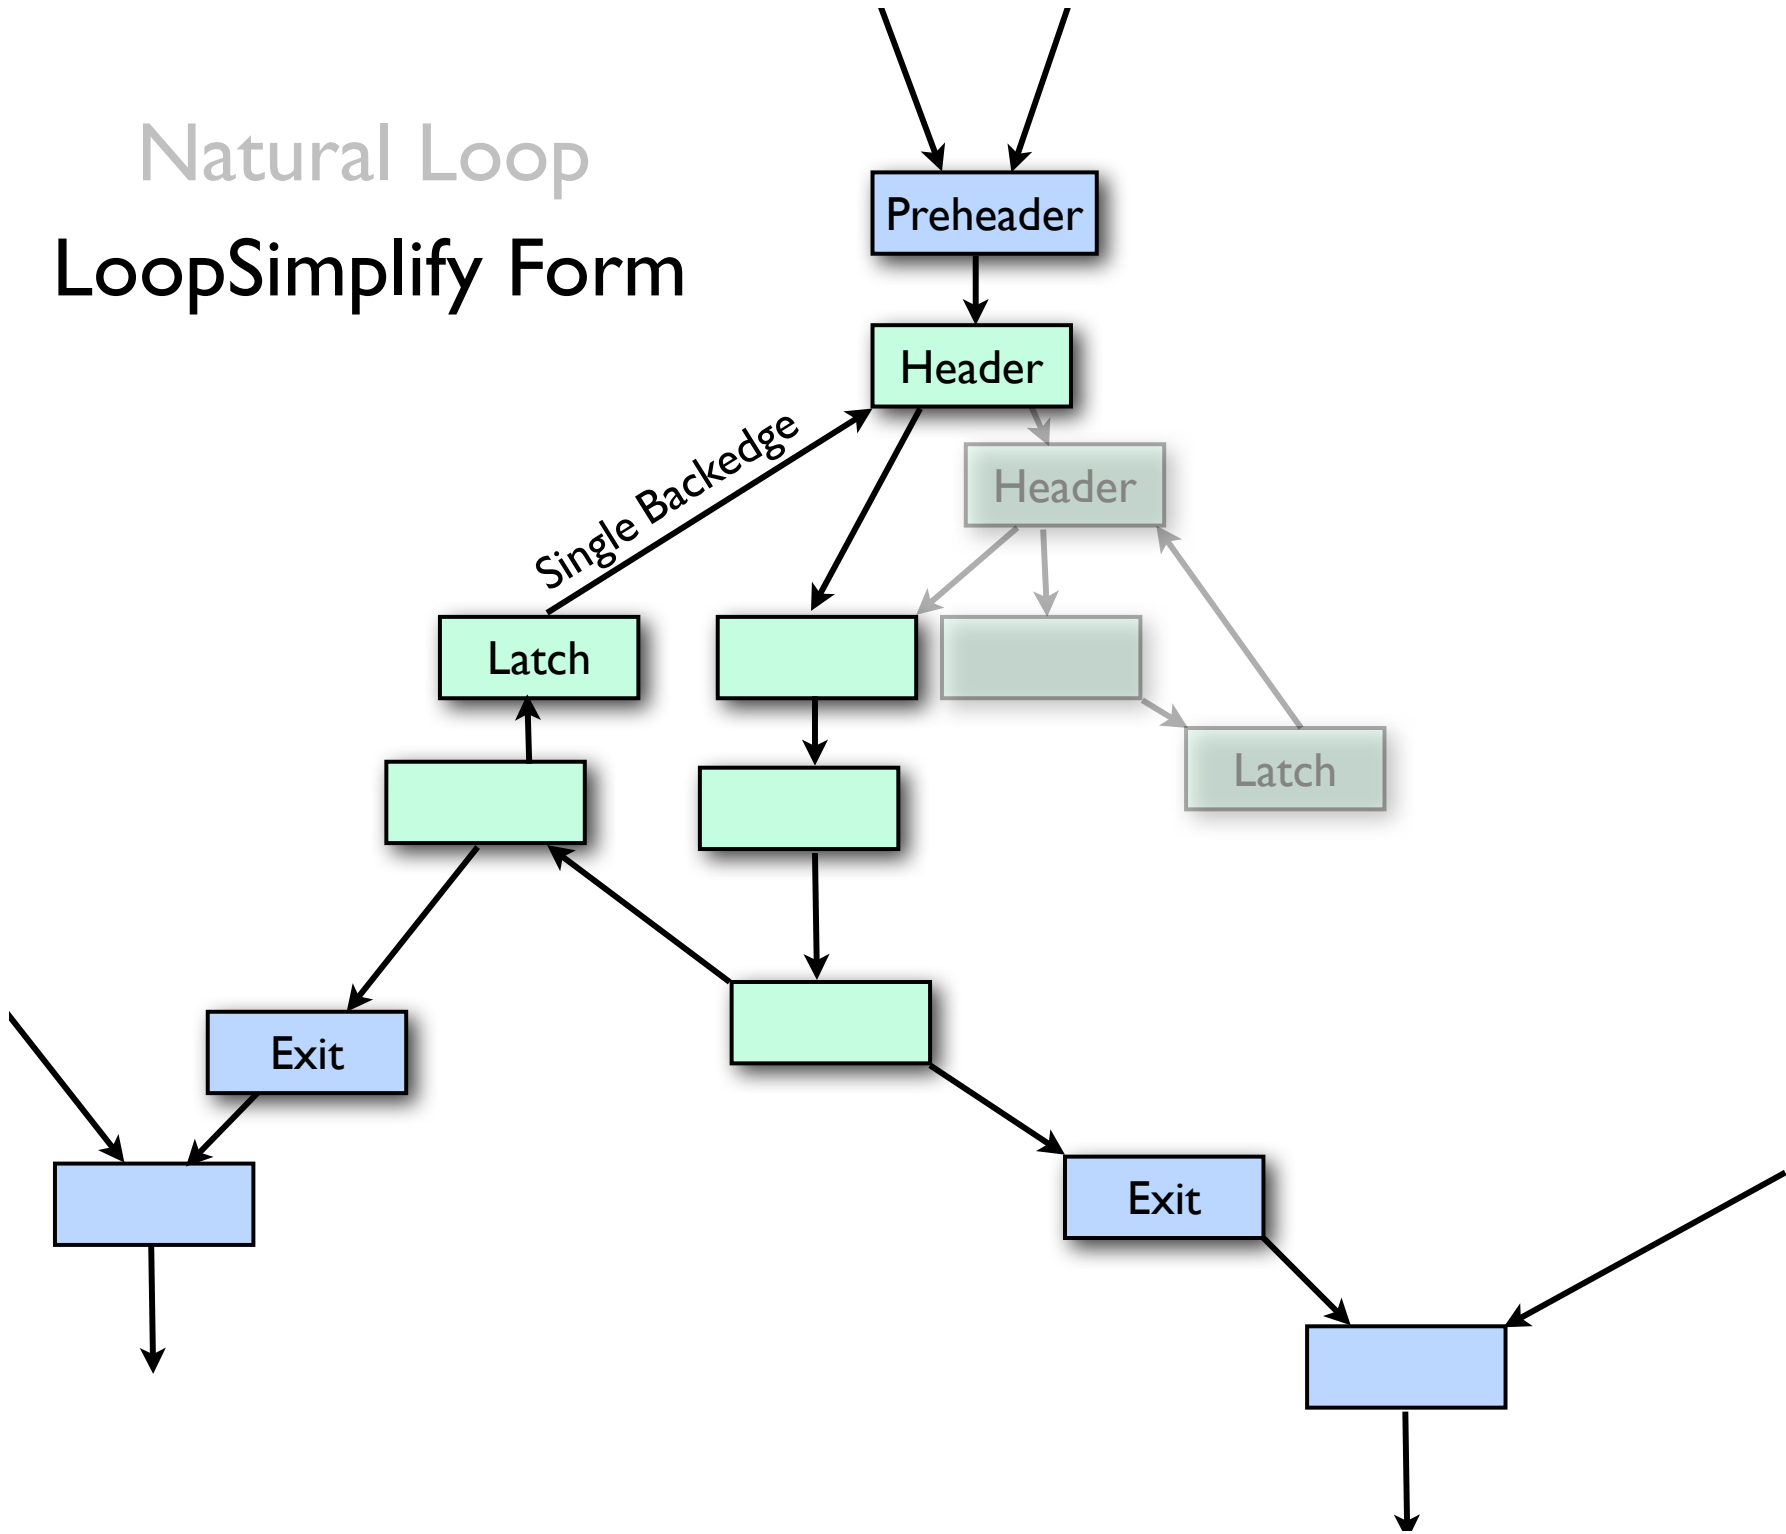 Natural Loop
LoopSimplify Form
Preheader
Header
Single Backedge
Header
Latch
Latch
Exit
Exit